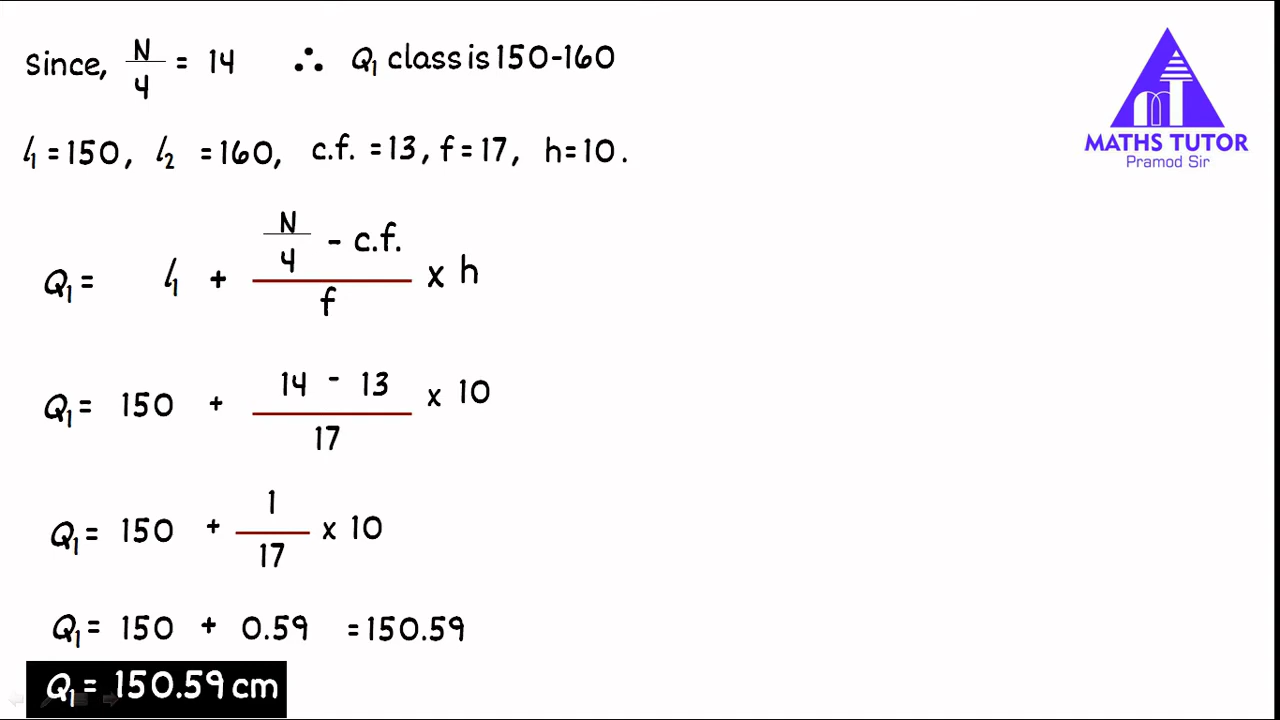 Since, N/4 = 14 ∴ Q₁ class is 150-160
l₁ = 150, l₂ = 160, c.f. = 13, f = 17, h = 10.
Q₁ = l₁ + (N/4 - c.f.)/f x h
Q₁ = 150 + (14 - 13)/17 x 10
Q₁ = 150 + 1/17 x 10
Q₁ = 150 + 0.59 = 150.59
Q₁ = 150.59 cm
MATHS TUTOR
Pramod Sir